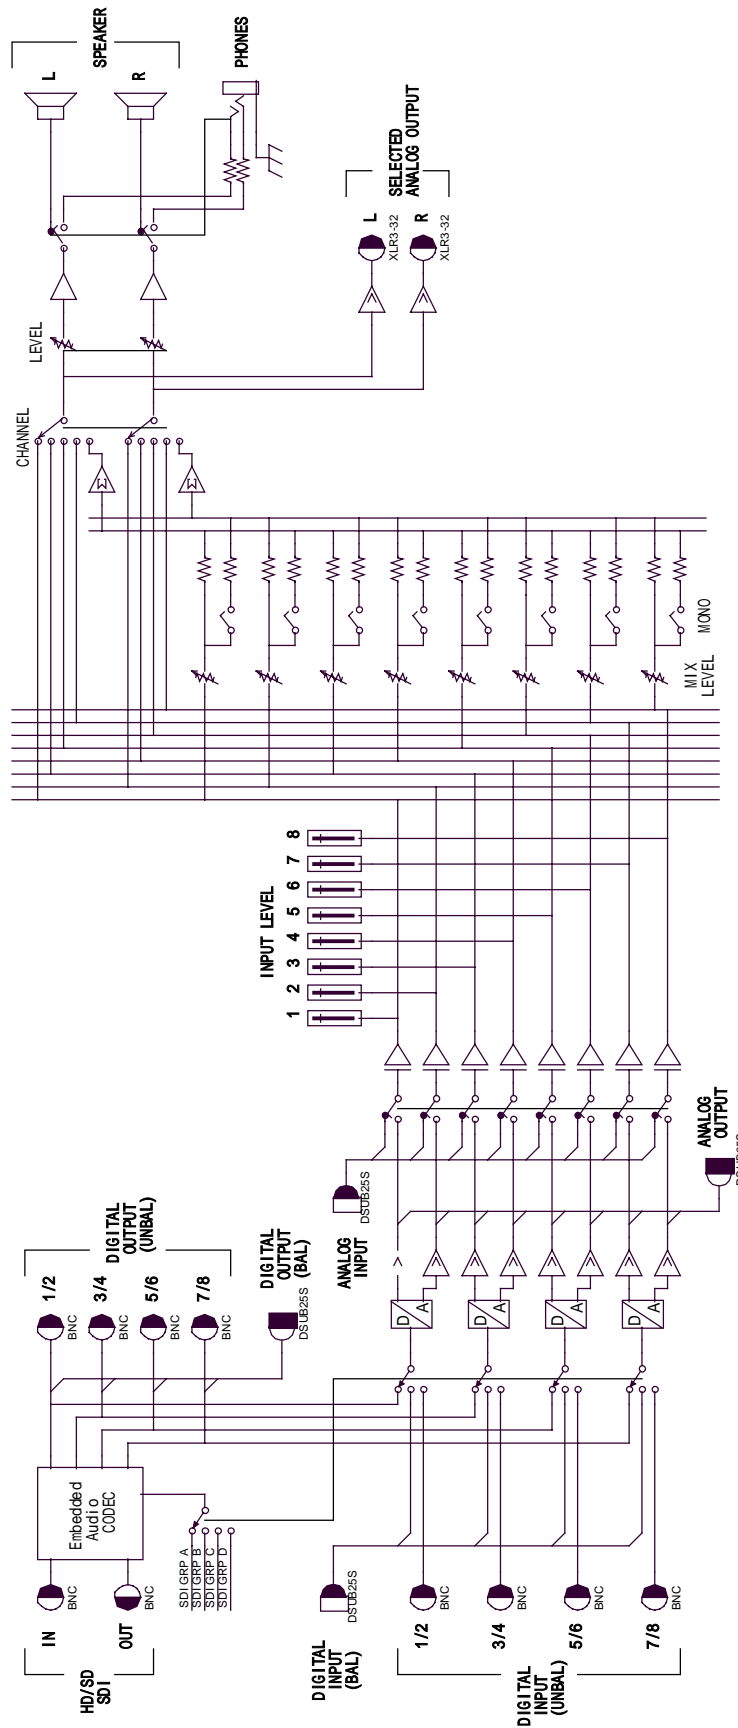 HD/SD
SDI
IN
BNC
OUT
BNC
Embedded
Audio
CODEC
SDI GRP A
SDI GRP B
SDI GRP C
SDI GRP D
DIGITAL
INPUT
(BAL)
DSUB25S
DIGITAL
INPUT
(UNBAL)
1/2
BNC
3/4
BNC
5/6
BNC
7/8
BNC
1/2
BNC
3/4
BNC
5/6
BNC
7/8
BNC
DIGITAL
OUTPUT
(UNBAL)
DIGITAL
OUTPUT
(BAL)
DSUB25S
D
A
D
A
D
A
D
A
ANALOG
INPUT
DSUB25S
ANALOG
OUTPUT
INPUT LEVEL
1
2
3
4
5
6
7
8
MIX
LEVEL
MONO
Σ
Σ
CHANNEL
LEVEL
SPEAKER
L
R
PHONES
SELECTED
ANALOG OUTPUT
L
XLR3-32
R
XLR3-32